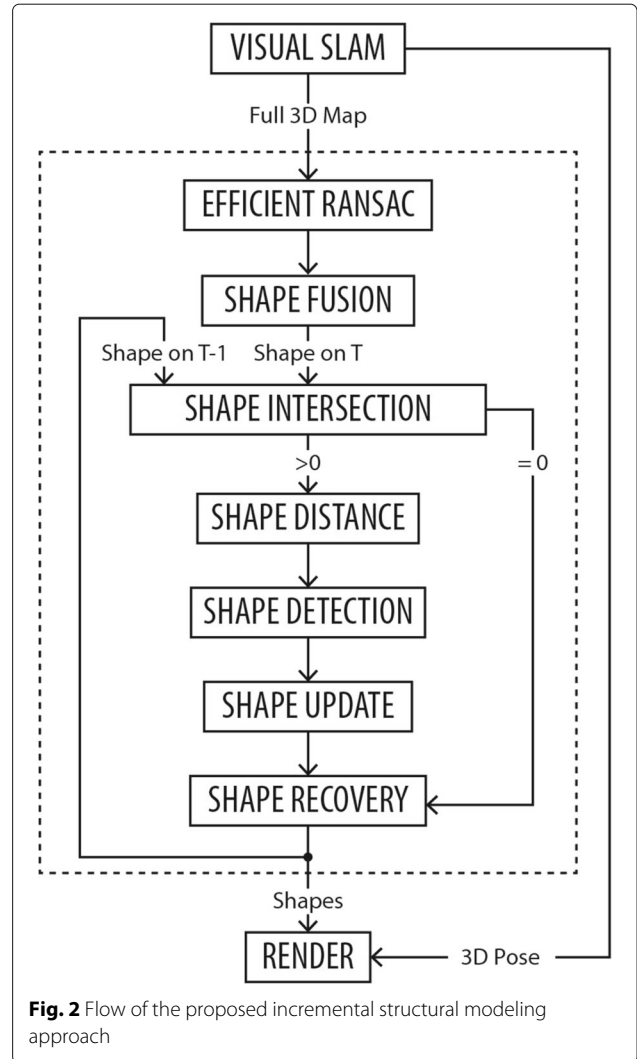 VISUAL SLAM
Full 3D Map
EFFICIENT RANSAC
SHAPE FUSION
Shape on T-1 Shape on T
SHAPE INTERSECTION
>0 = 0
SHAPE DISTANCE
SHAPE DETECTION
SHAPE UPDATE
SHAPE RECOVERY
Shapes
RENDER 3D Pose
Fig. 2 Flow of the proposed incremental structural modeling
approach